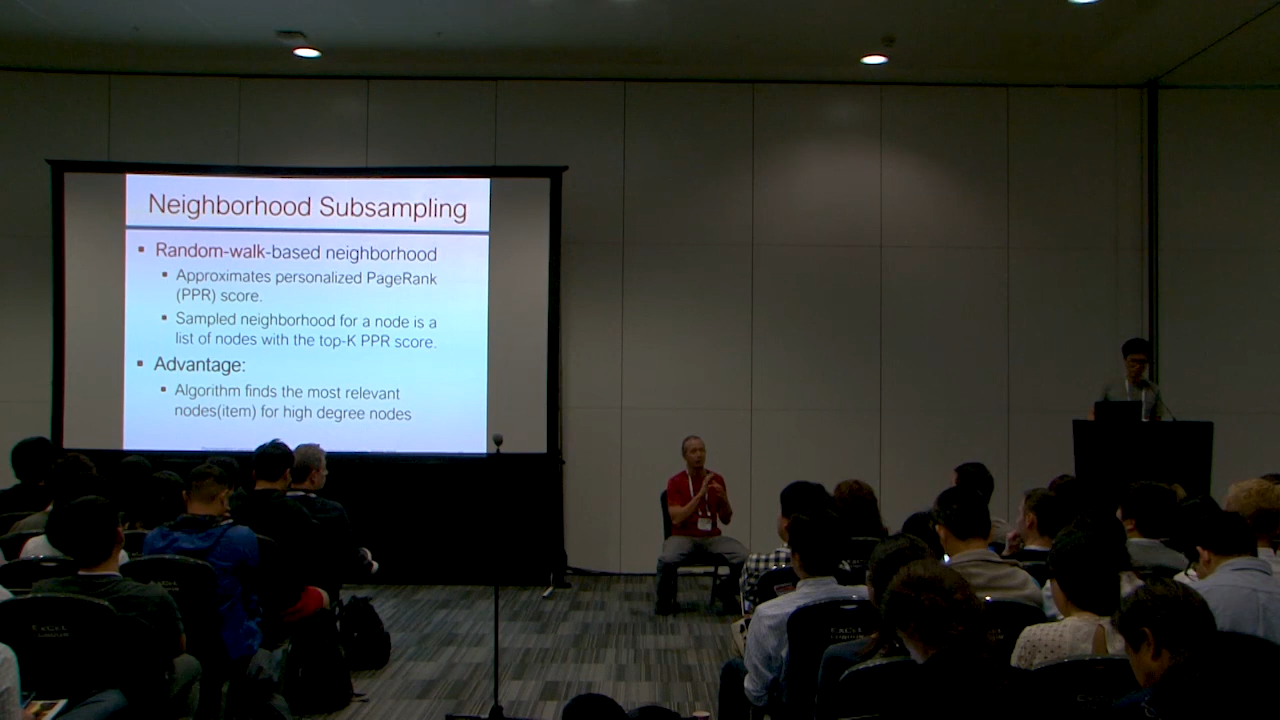 Neighborhood Subsampling
▪ Random-walk-based neighborhood
▪ Approximates personalized PageRank
(PPR) score.
▪ Sampled neighborhood for a node is a
list of nodes with the top-K PPR score.
▪ Advantage:
▪ Algorithm finds the most relevant
nodes(item) for high degree nodes